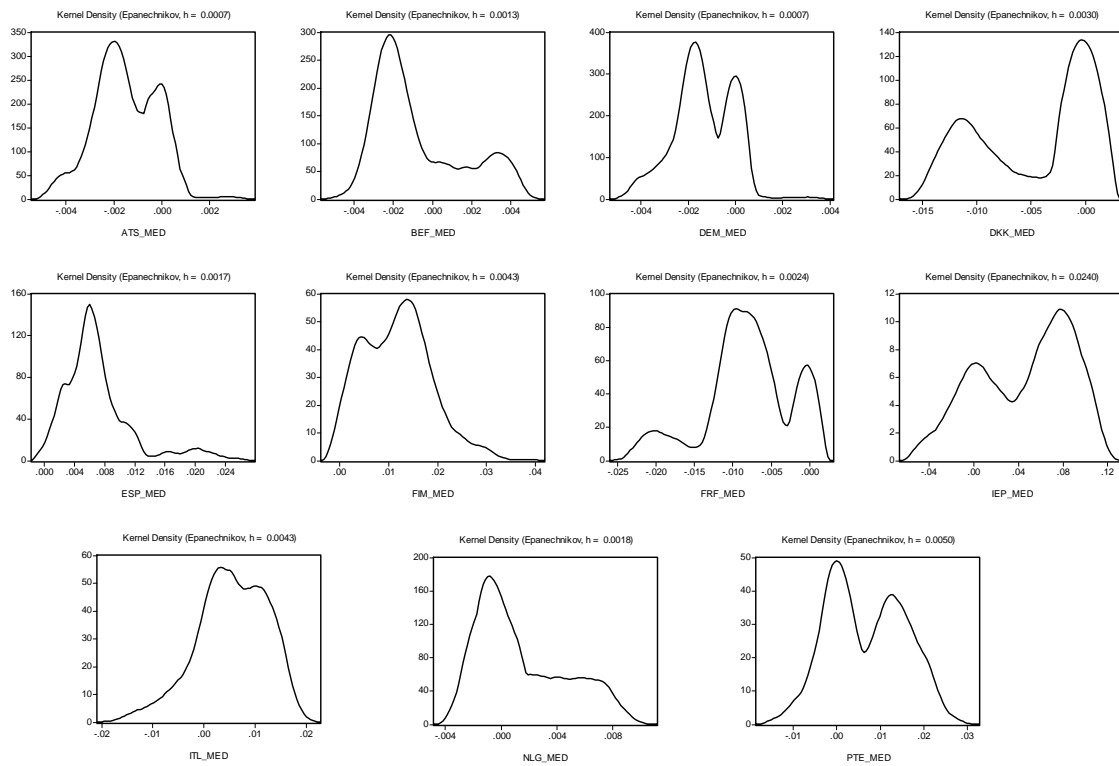 Kernel Density (Epanechnikov, h = 0.0007)
350
300
250
200
150
100
50
0
-.004 -.002 .000 .002
ATS_MED
Kernel Density (Epanechnikov, h = 0.0013)
300
250
200
150
100
50
0
-.004 -.002 .000 .002 .004
BEF_MED
Kernel Density (Epanechnikov, h = 0.0007)
400
300
200
100
0
-.004 -.002 .000 .002 .004
DEM_MED
Kernel Density (Epanechnikov, h = 0.0030)
140
120
100
80
60
40
20
0
-.015 -.010 -.005 .000
DKK_MED
Kernel Density (Epanechnikov, h = 0.0017)
160
120
80
40
0
.000 .004 .008 .012 .016 .020 .024
ESP_MED
Kernel Density (Epanechnikov, h = 0.0043)
60
50
40
30
20
10
0
.00 .01 .02 .03 .04
FIM_MED
Kernel Density (Epanechnikov, h = 0.0024)
100
80
60
40
20
0
-.025 -.020 -.015 -.010 -.005 .000
FRF_MED
Kernel Density (Epanechnikov, h = 0.0240)
12
10
8
6
4
2
0
-.04 .00 .04 .08 .12
IEP_MED
Kernel Density (Epanechnikov, h = 0.0043)
60
50
40
30
20
10
0
-.02 -.01 .00 .01 .02
ITL_MED
Kernel Density (Epanechnikov, h = 0.0018)
200
160
120
80
40
0
-.004 .000 .004 .008
NLG_MED
Kernel Density (Epanechnikov, h = 0.0050)
50
40
30
20
10
0
-.01 .00 .01 .02 .03
PTE_MED